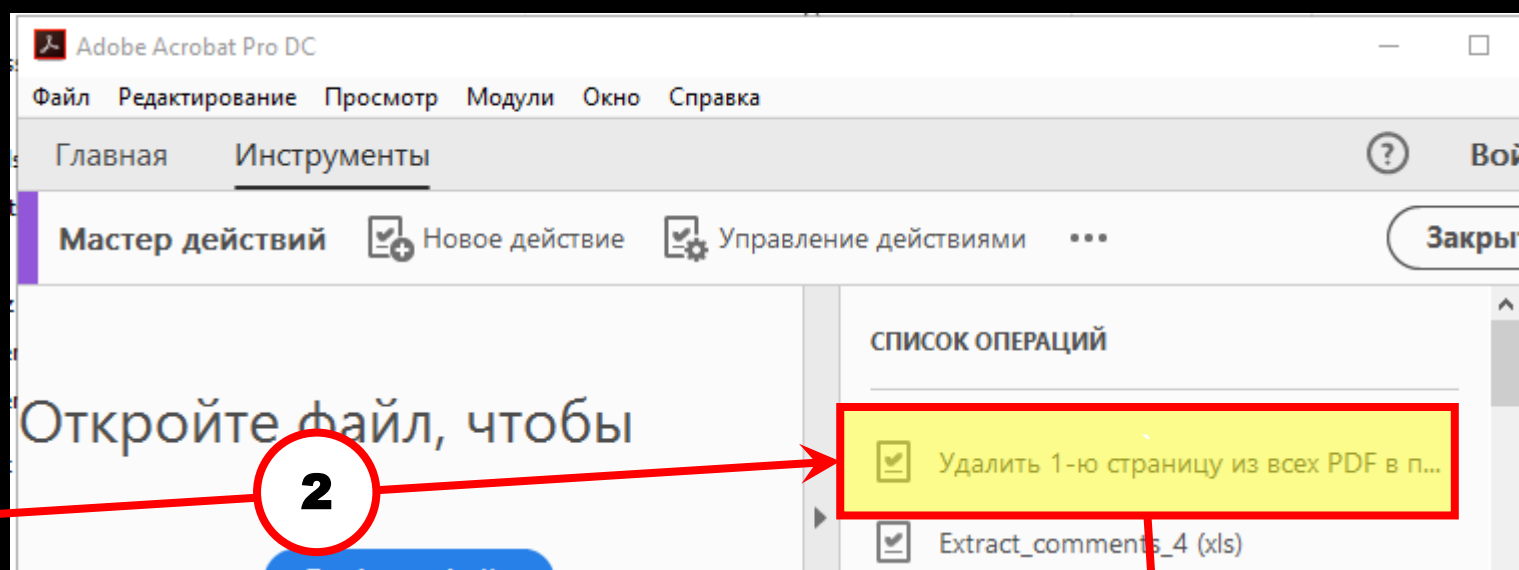 Adobe Acrobat Pro DC
Файл Редактирование Просмотр Модули Окно Справка
Главная Инструменты
Мастер действий Новое действие Управление действиями •••
СПИСОК ОПЕРАЦИЙ
Откройте файл, чтобы
Удалить 1-ю страницу из всех PDF в п...
2
Extract_comments_4 (xls)